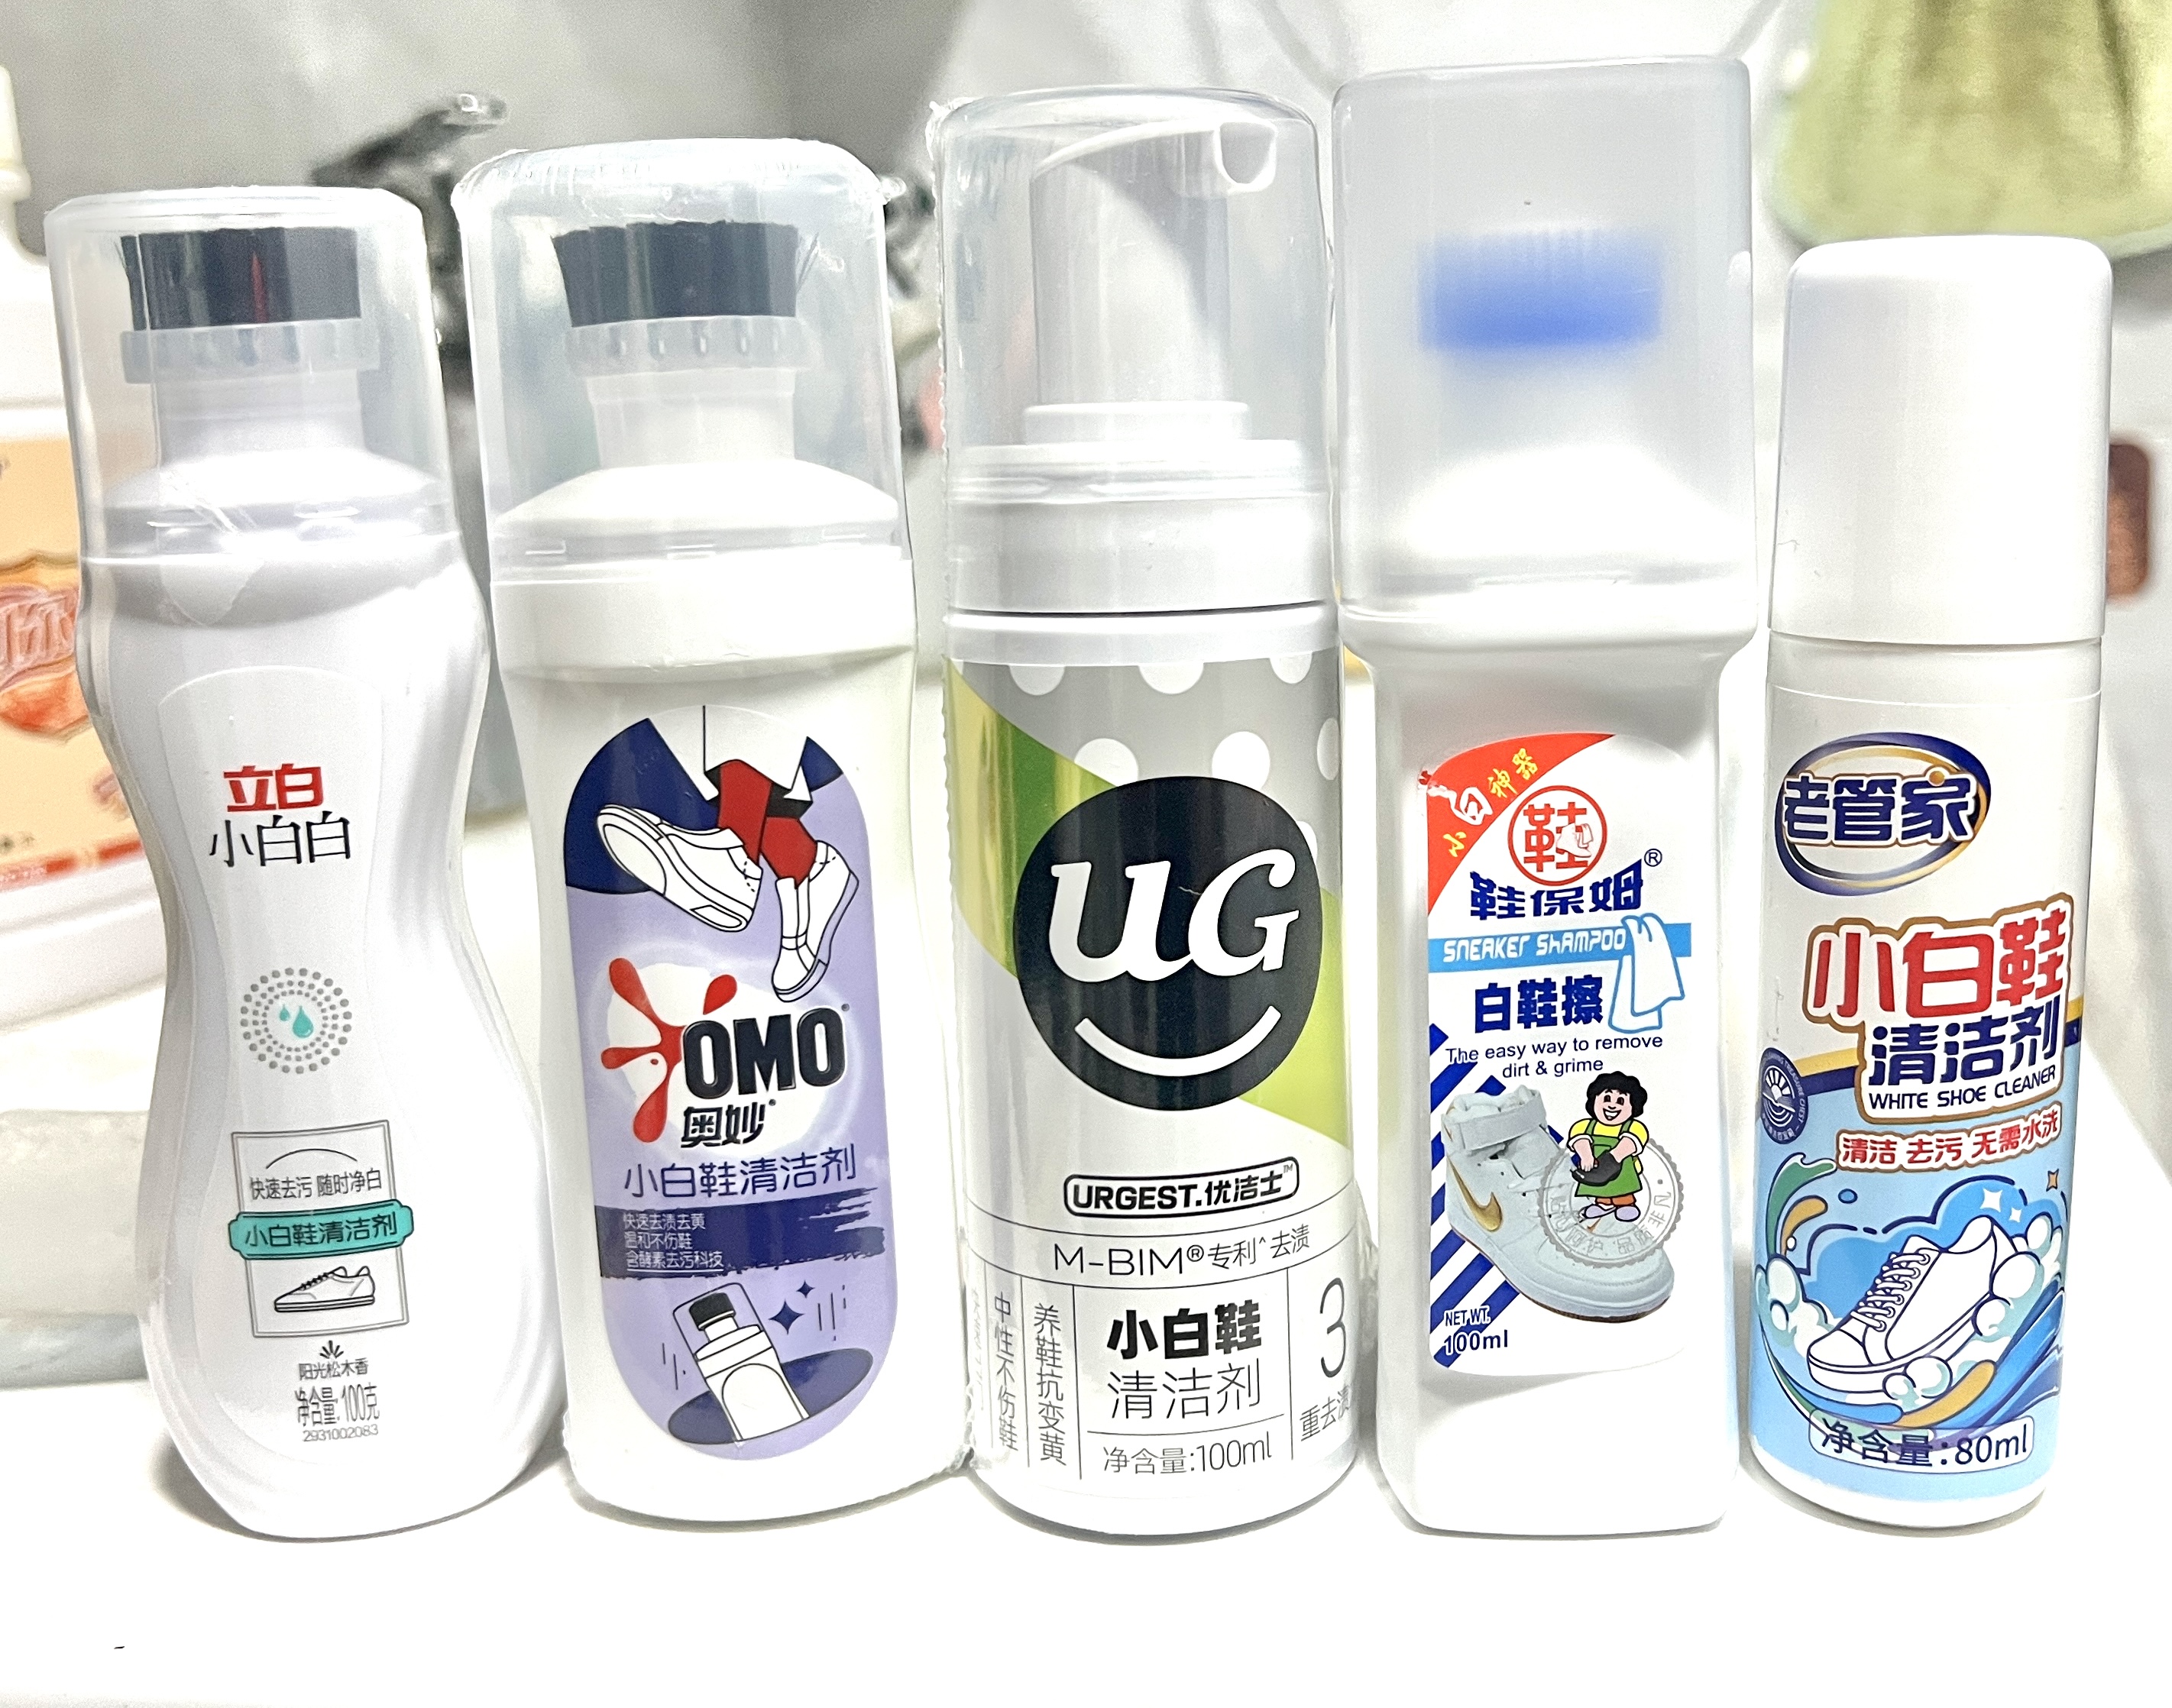 立白
小白白
快速去污 随时净白
小白鞋清洁剂
阳光松木香
净含量:100克
2931002083
OMO®
奥妙®
小白鞋清洁剂
快速去渍去黄
温和不伤鞋
含酵素去污科技
uG
URGEST.优洁士™
M-BIM®专利^去渍
中性不伤鞋
养鞋抗变黄
小白鞋
清洁剂
净含量:100ml
3
重去渍
小白神器
鞋
鞋保姆®
SNEAKER SHAMPOO
白鞋擦
The easy way to remove
dirt & grime
NET WT.
100ml
老管家
小白鞋
清洁剂
WHITE SHOE CLEANER
清洁 去污 无需水洗
净含量:80ml